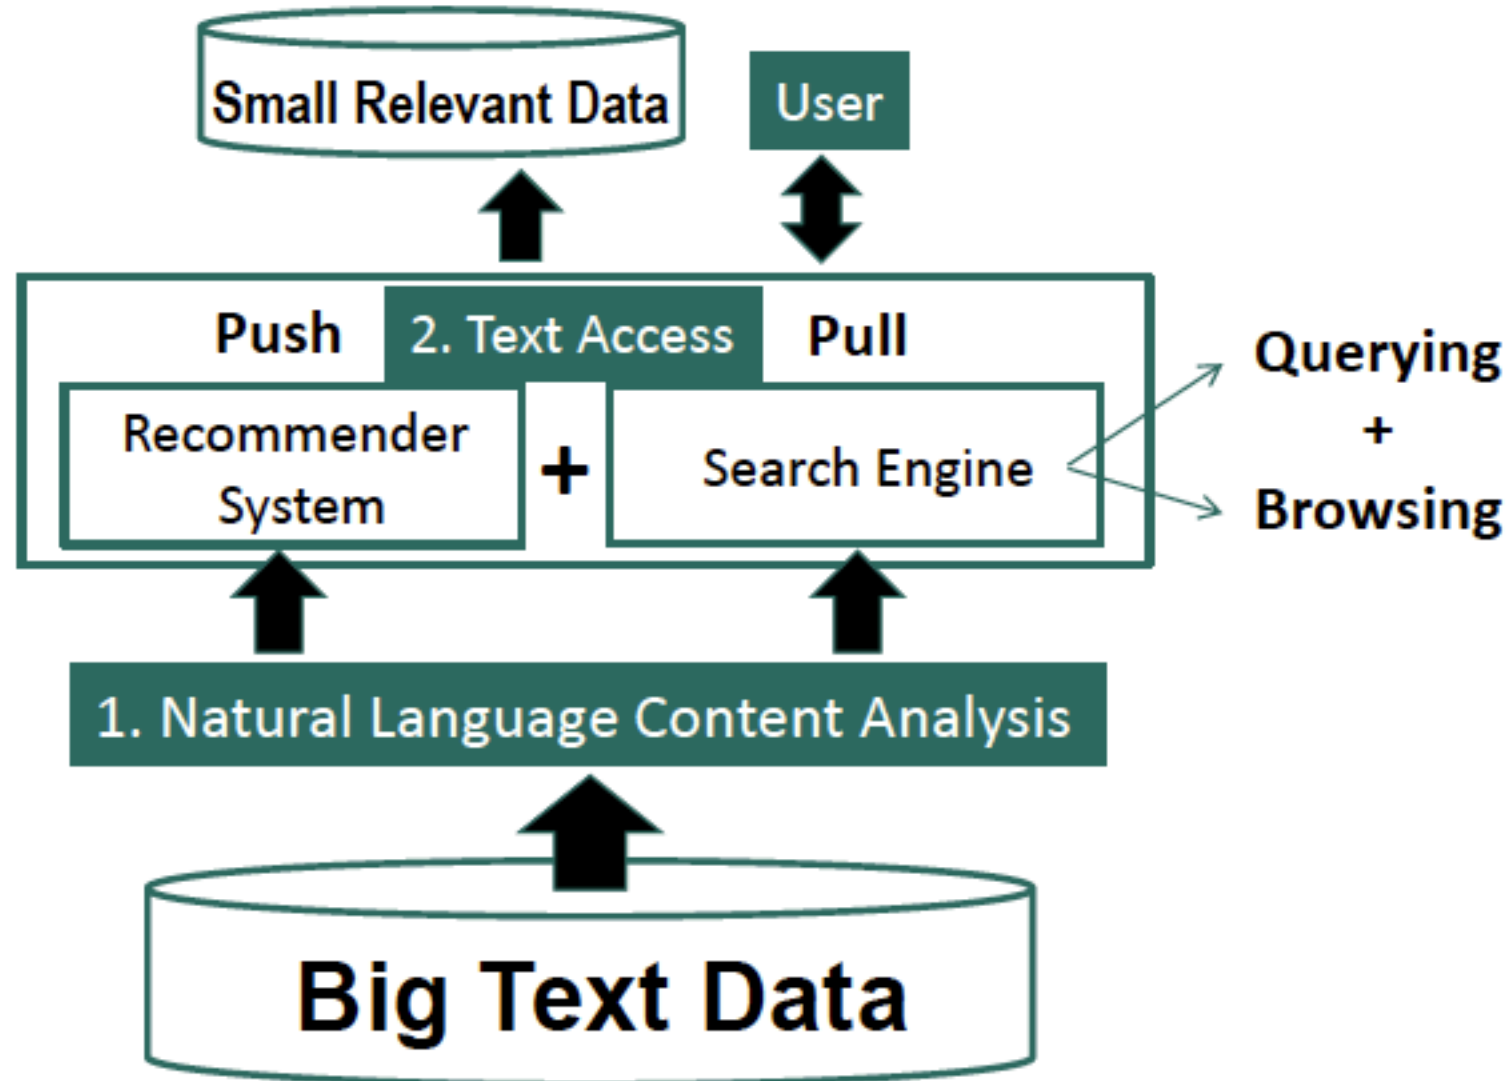 Small Relevant Data
User
Push
2. Text Access
Pull
Recommender
System
+
Search Engine
Querying
+
Browsing
1. Natural Language Content Analysis
Big Text Data